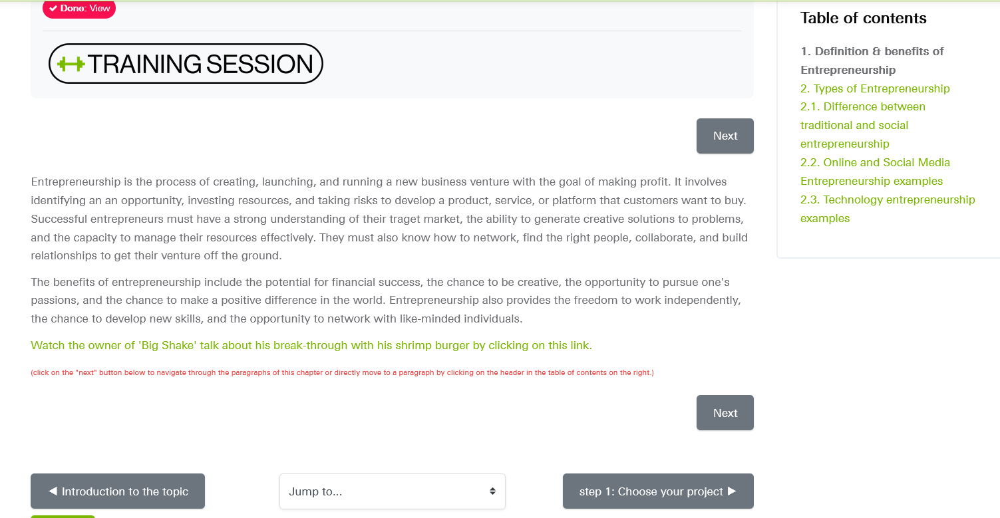 Done: View
TRAINING SESSION
Next
Entrepreneurship is the process of creating, launching, and running a new business venture with the goal of making profit. It involves
identifying an an opportunity, investing resources, and taking risks to develop a product, service, or platform that customers want to buy.
Successful entrepreneurs must have a strong understanding of their traget market, the ability to generate creative solutions to problems,
and the capacity to manage their resources effectively. They must also know how to network, find the right people, collaborate, and build
relationships to get their venture off the ground.
The benefits of entrepreneurship include the potential for financial success, the chance to be creative, the opportunity to pursue one's
passions, and the chance to make a positive difference in the world. Entrepreneurship also provides the freedom to work independently,
the chance to develop new skills, and the opportunity to network with like-minded individuals.
Watch the owner of 'Big Shake' talk about his break-through with his shrimp burger by clicking on this link.
(click on the "next" button below to navigate through the paragraphs of this chapter or directly move to a paragraph by clicking on the header in the table of contents on the right.)
Next
◀ Introduction to the topic
Jump to...
step 1: Choose your project ▶
Table of contents
1. Definition & benefits of
Entrepreneurship
2. Types of Entrepreneurship
2.1. Difference between
traditional and social
entrepreneurship
2.2. Online and Social Media
Entrepreneurship examples
2.3. Technology entrepreneurship
examples